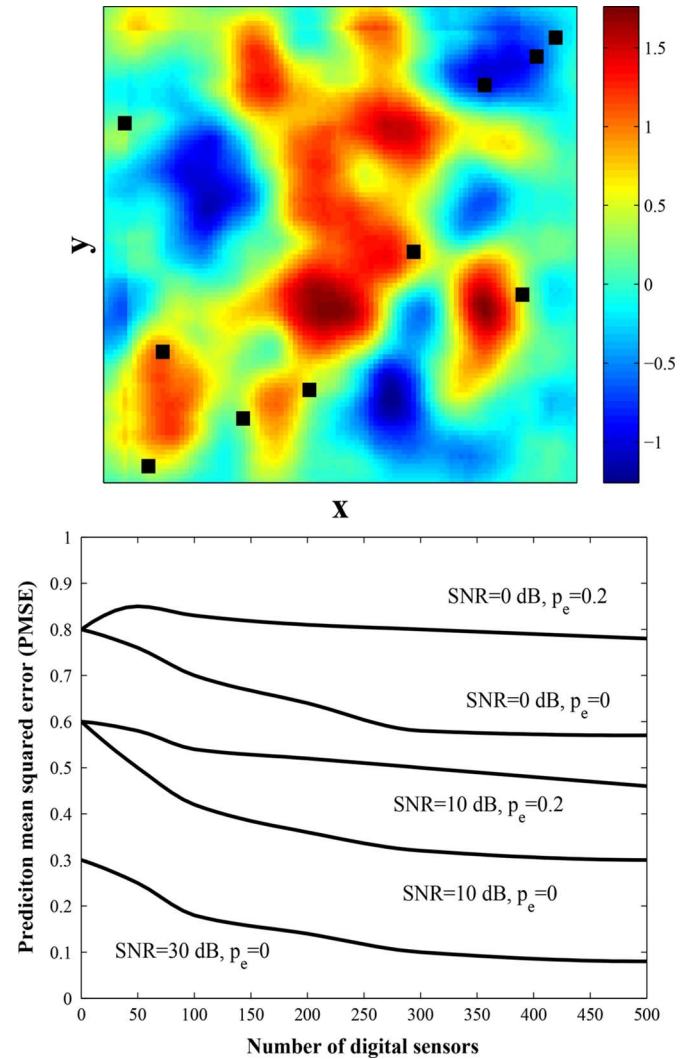 1.5
1
0.5
0
−0.5
−1
y
x
1
0.9
0.8
0.7
0.6
0.5
0.4
0.3
0.2
0.1
0
Prediciton mean squared error (PMSE)
SNR=0 dB, pe=0.2
SNR=0 dB, pe=0
SNR=10 dB, pe=0.2
SNR=10 dB, pe=0
SNR=30 dB, pe=0
0 50 100 150 200 250 300 350 400 450 500
Number of digital sensors